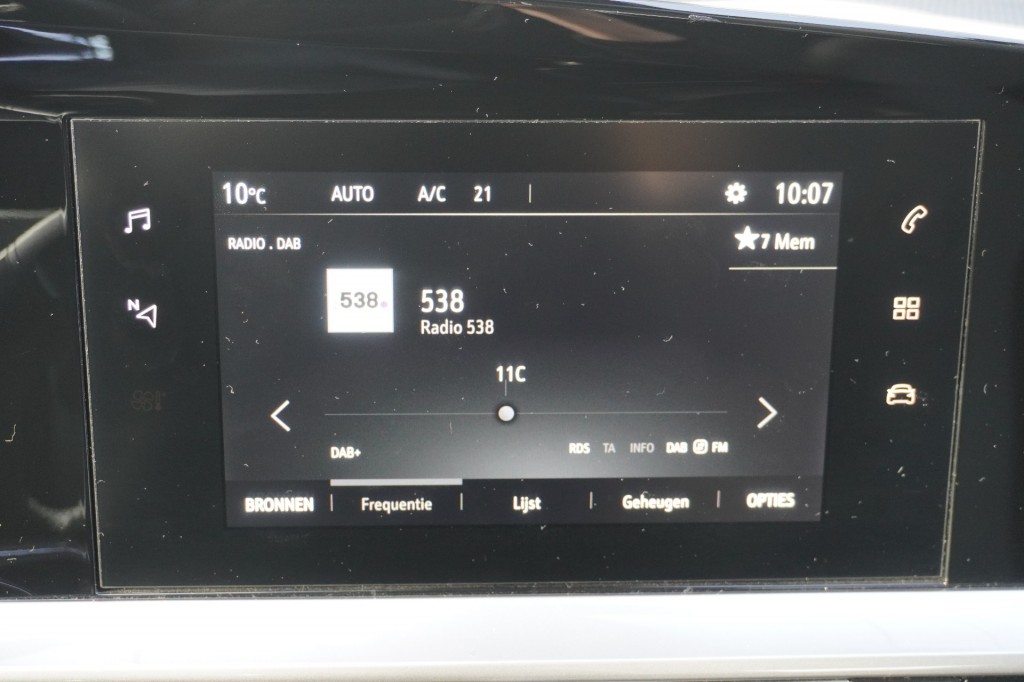 10°C AUTO A/C 21 10:07
RADIO . DAB
7 Mem
538
538
Radio 538
N
11C
DAB+
RDS TA INFO DAB FM
BRONNEN Frequentie Lijst Geheugen OPTIES